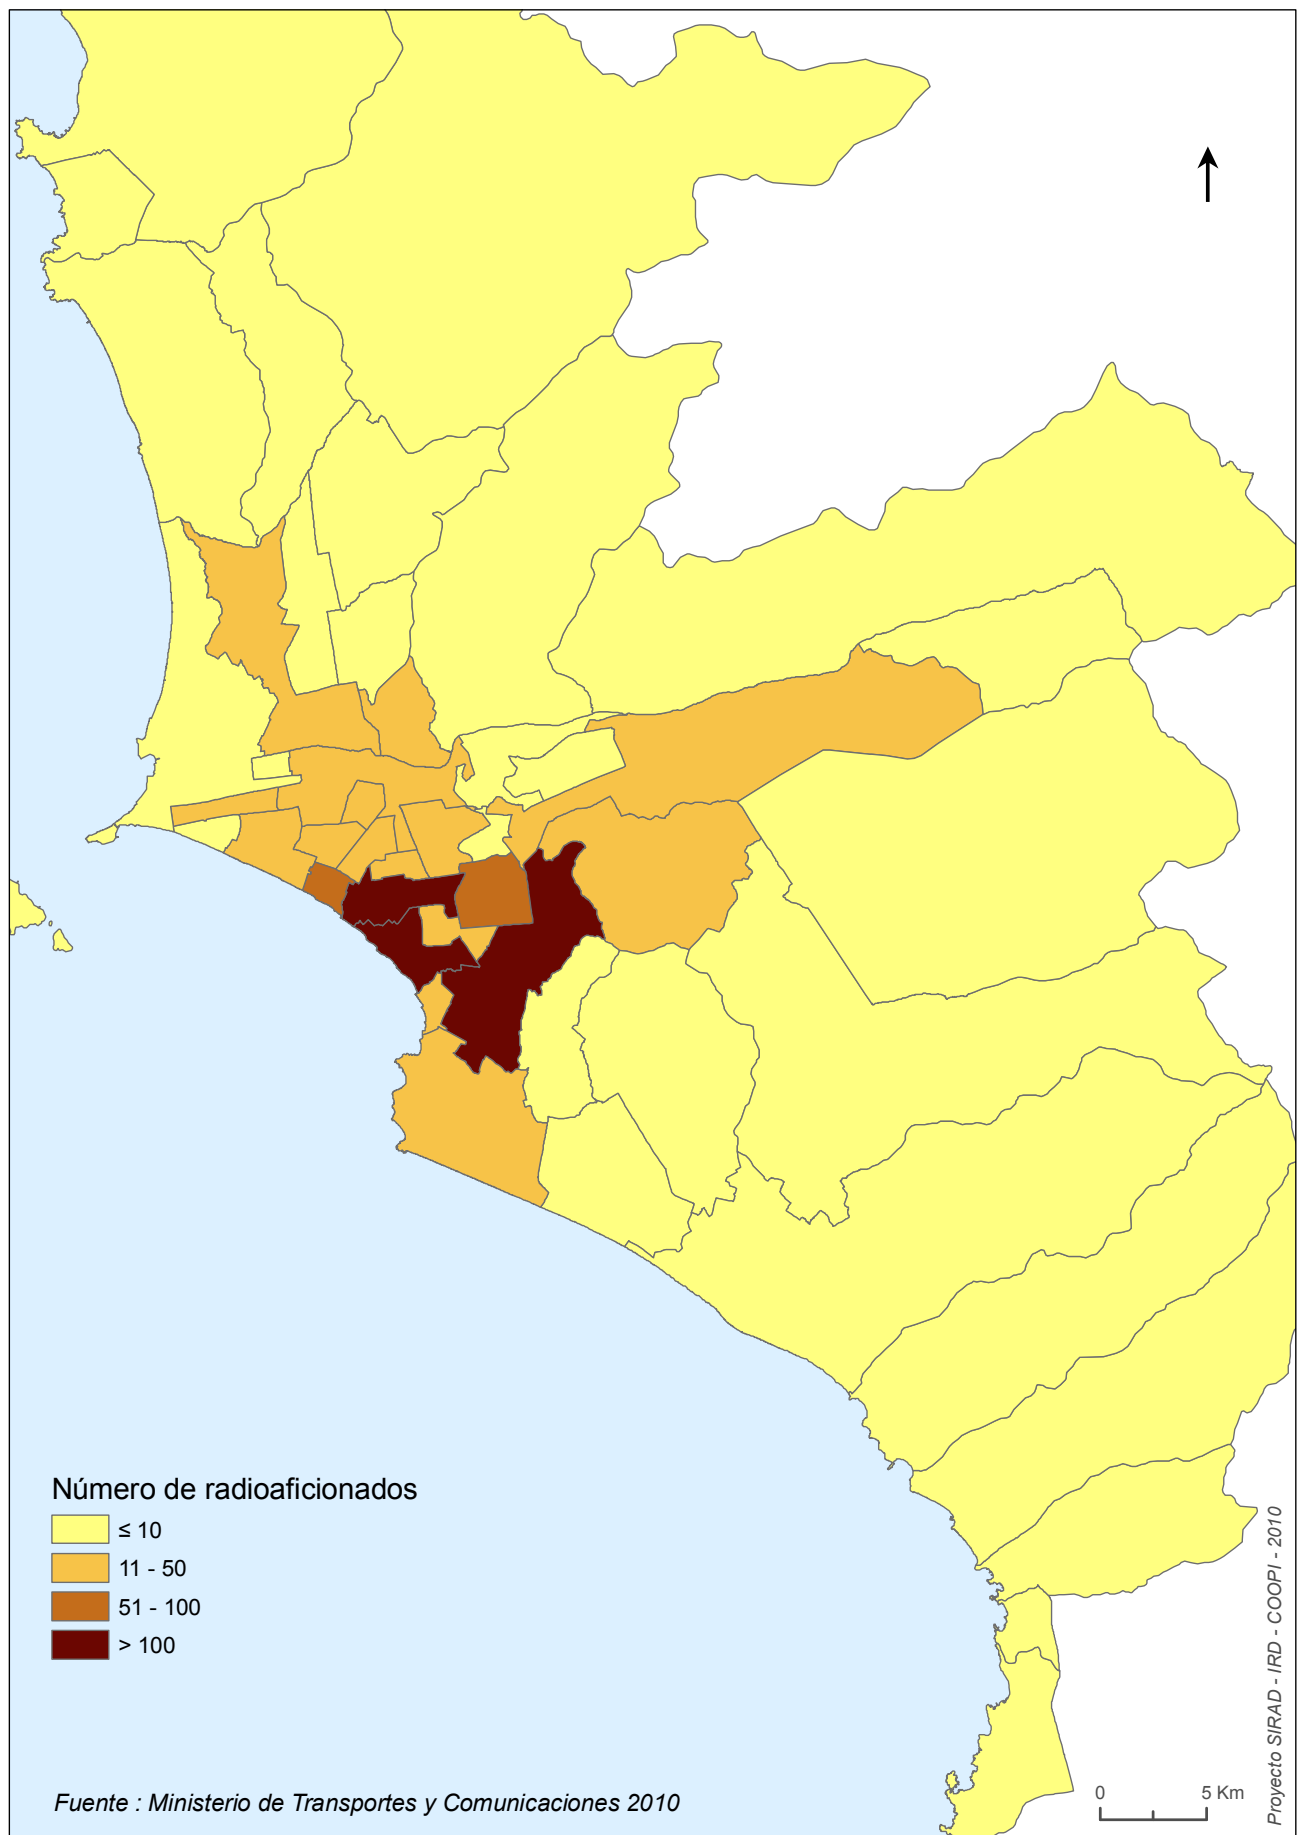 Número de radioaficionados
≤ 10
11 - 50
51 - 100
> 100
Fuente : Ministerio de Transportes y Comunicaciones 2010
0 5 Km
Proyecto SIRAD - IRD - COOPI - 2010